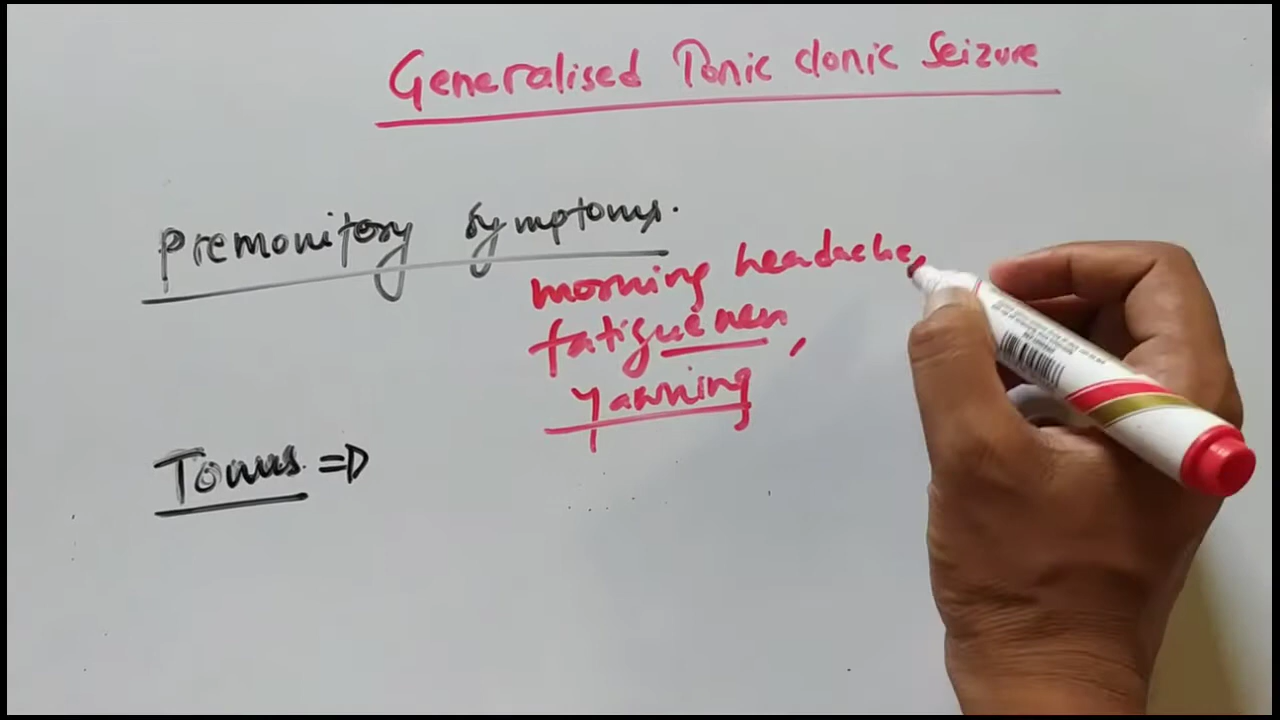 Generalised Tonic clonic Seizure
Premonitory symptoms.
morning headache,
fatigueness,
yawning
Tonus =>